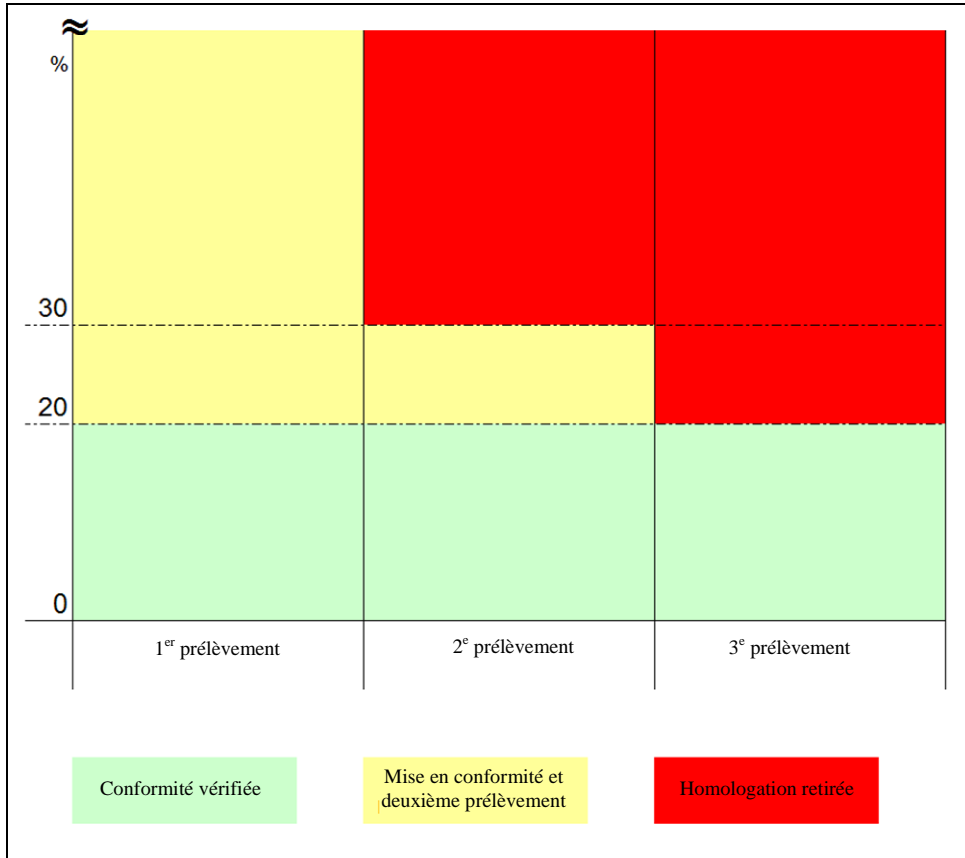 ≈
%
30
20
0
1er prélèvement
2e prélèvement
3e prélèvement
Conformité vérifiée
Mise en conformité et
deuxième prélèvement
Homologation retirée